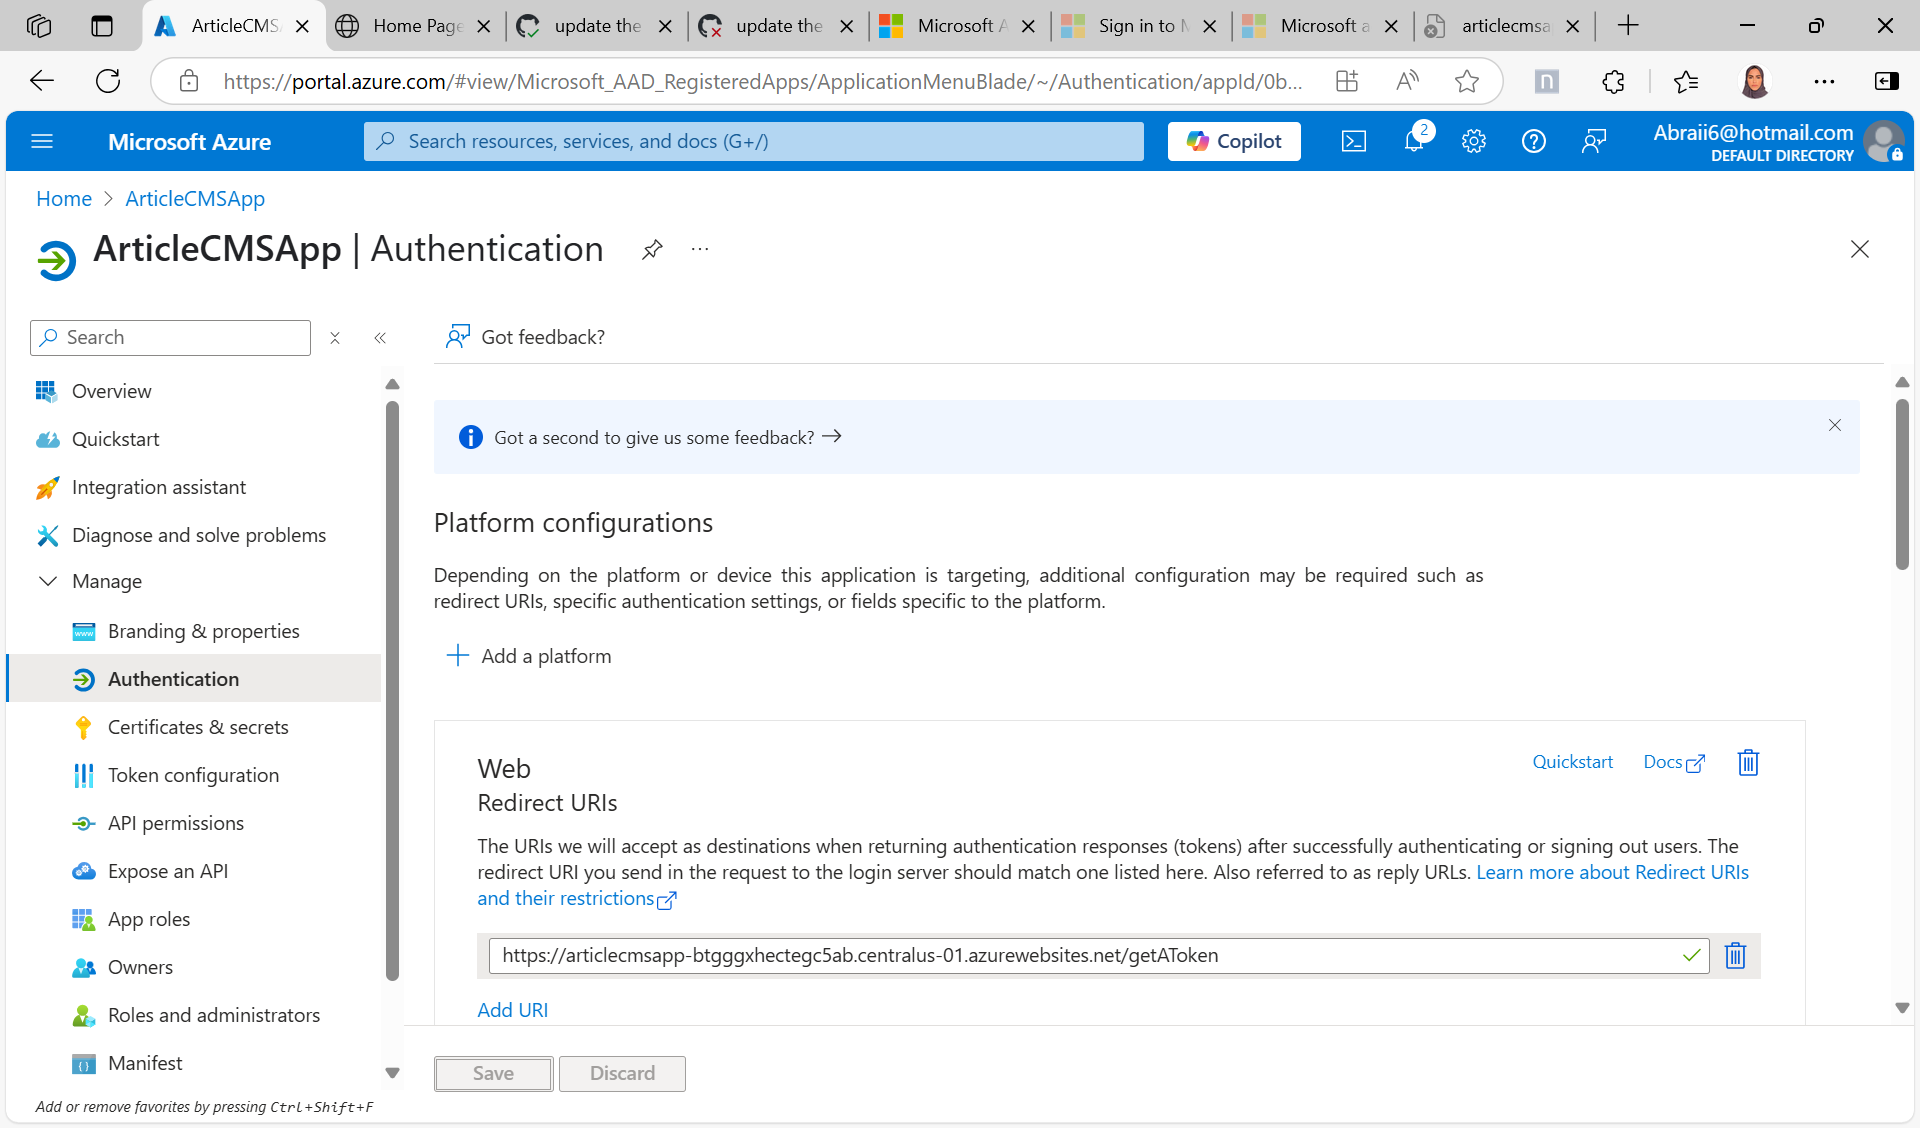 ArticleCMS
Home Page
update the
update the
Microsoft A
Sign in to M
Microsoft a
articlecmsa
https://portal.azure.com/#view/Microsoft_AAD_RegisteredApps/ApplicationMenuBlade/~/Authentication/appId/0b...
Microsoft Azure
Search resources, services, and docs (G+/)
Copilot
2
Abraii6@hotmail.com
DEFAULT DIRECTORY
Home > ArticleCMSApp
ArticleCMSApp | Authentication
Search
Got feedback?
Overview
Quickstart
Integration assistant
Diagnose and solve problems
Manage
Branding & properties
Authentication
Certificates & secrets
Token configuration
API permissions
Expose an API
App roles
Owners
Roles and administrators
Manifest
Add or remove favorites by pressing Ctrl+Shift+F
Got a second to give us some feedback?
Platform configurations
Depending on the platform or device this application is targeting, additional configuration may be required such as
redirect URIs, specific authentication settings, or fields specific to the platform.
Add a platform
Web
Quickstart
Docs
Redirect URIs
The URIs we will accept as destinations when returning authentication responses (tokens) after successfully authenticating or signing out users. The
redirect URI you send in the request to the login server should match one listed here. Also referred to as reply URLs. Learn more about Redirect URIs
and their restrictions
https://articlecmsapp-btgggxhectegc5ab.centralus-01.azurewebsites.net/getAToken
Add URI
Save
Discard